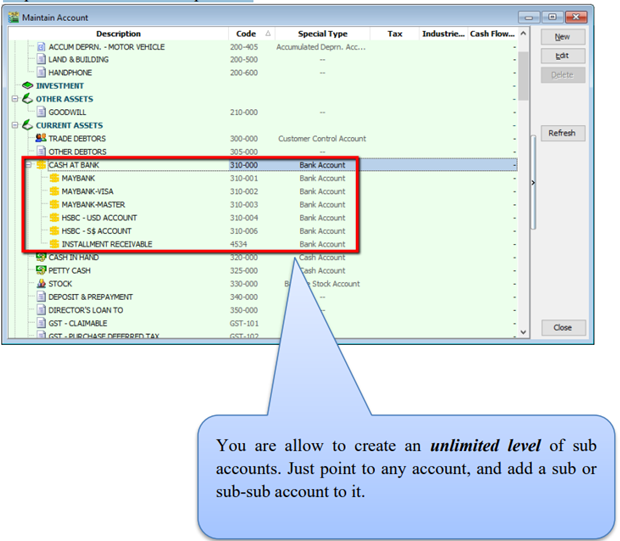 Maintain Account
Description Code Special Type Tax Industrie... Cash Flow...
ACCUM DEPRN. - MOTOR VEHICLE 200-405 Accumulated Deprn. Acc... -
LAND & BUILDING 200-500 --- -
HANDPHONE 200-600 --- -
INVESTMENT -
OTHER ASSETS -
GOODWILL 210-000 --- -
CURRENT ASSETS -
TRADE DEBTORS 300-000 Customer Control Account -
OTHER DEBTORS 305-000 --- -
CASH AT BANK 310-000 Bank Account -
MAYBANK 310-001 Bank Account -
MAYBANK-VISA 310-002 Bank Account -
MAYBANK-MASTER 310-003 Bank Account -
HSBC - USD ACCOUNT 310-004 Bank Account -
HSBC - S$ ACCOUNT 310-006 Bank Account -
INSTALLMENT RECEIVABLE 4534 Bank Account -
CASH IN HAND 320-000 Cash Account -
PETTY CASH 325-000 Cash Account -
STOCK 330-000 Stock Account -
DEPOSIT & PREPAYMENT 340-000 -
DIRECTOR'S LOAN TO 350-000 -
GST - CLAIMABLE GST-101 -
GST - PURCHASE DEFERRED TAX GST-102 -
New
Edit
Delete
Refresh
Close
You are allow to create an unlimited level of sub
accounts. Just point to any account, and add a sub or
sub-sub account to it.